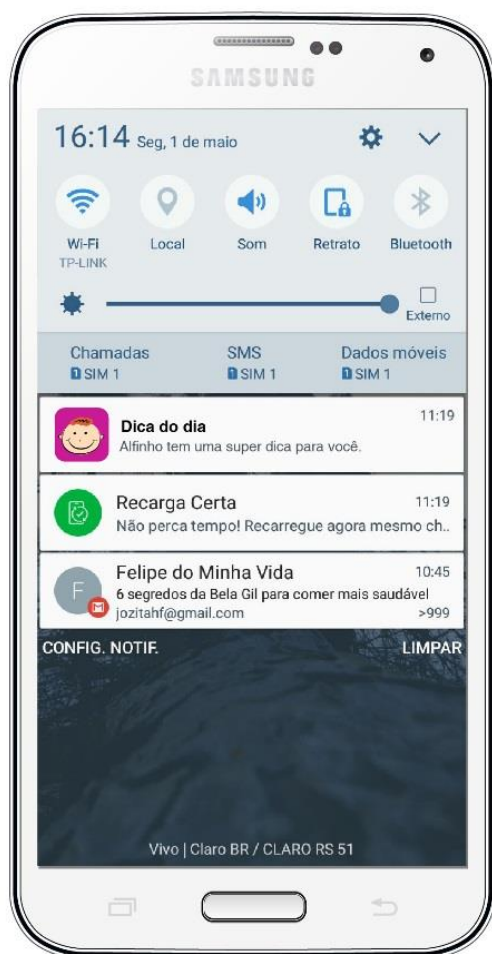 SAMSUNG
16:14 Seg, 1 de maio
Wi-Fi Local Som Retrato Bluetooth
TP-LINK
Externo
Chamadas SMS Dados móveis
1 SIM 1 1 SIM 1 1 SIM 1
Dica do dia 11:19
Alfinho tem uma super dica para você.
Recarga Certa 11:19
Não perca tempo! Recarregue agora mesmo ch..
F
Felipe do Minha Vida 10:45
6 segredos da Bela Gil para comer mais saudável
jozitahf@gmail.com >999
CONFIG. NOTIF. LIMPAR
Vivo | Claro BR / CLARO RS 51